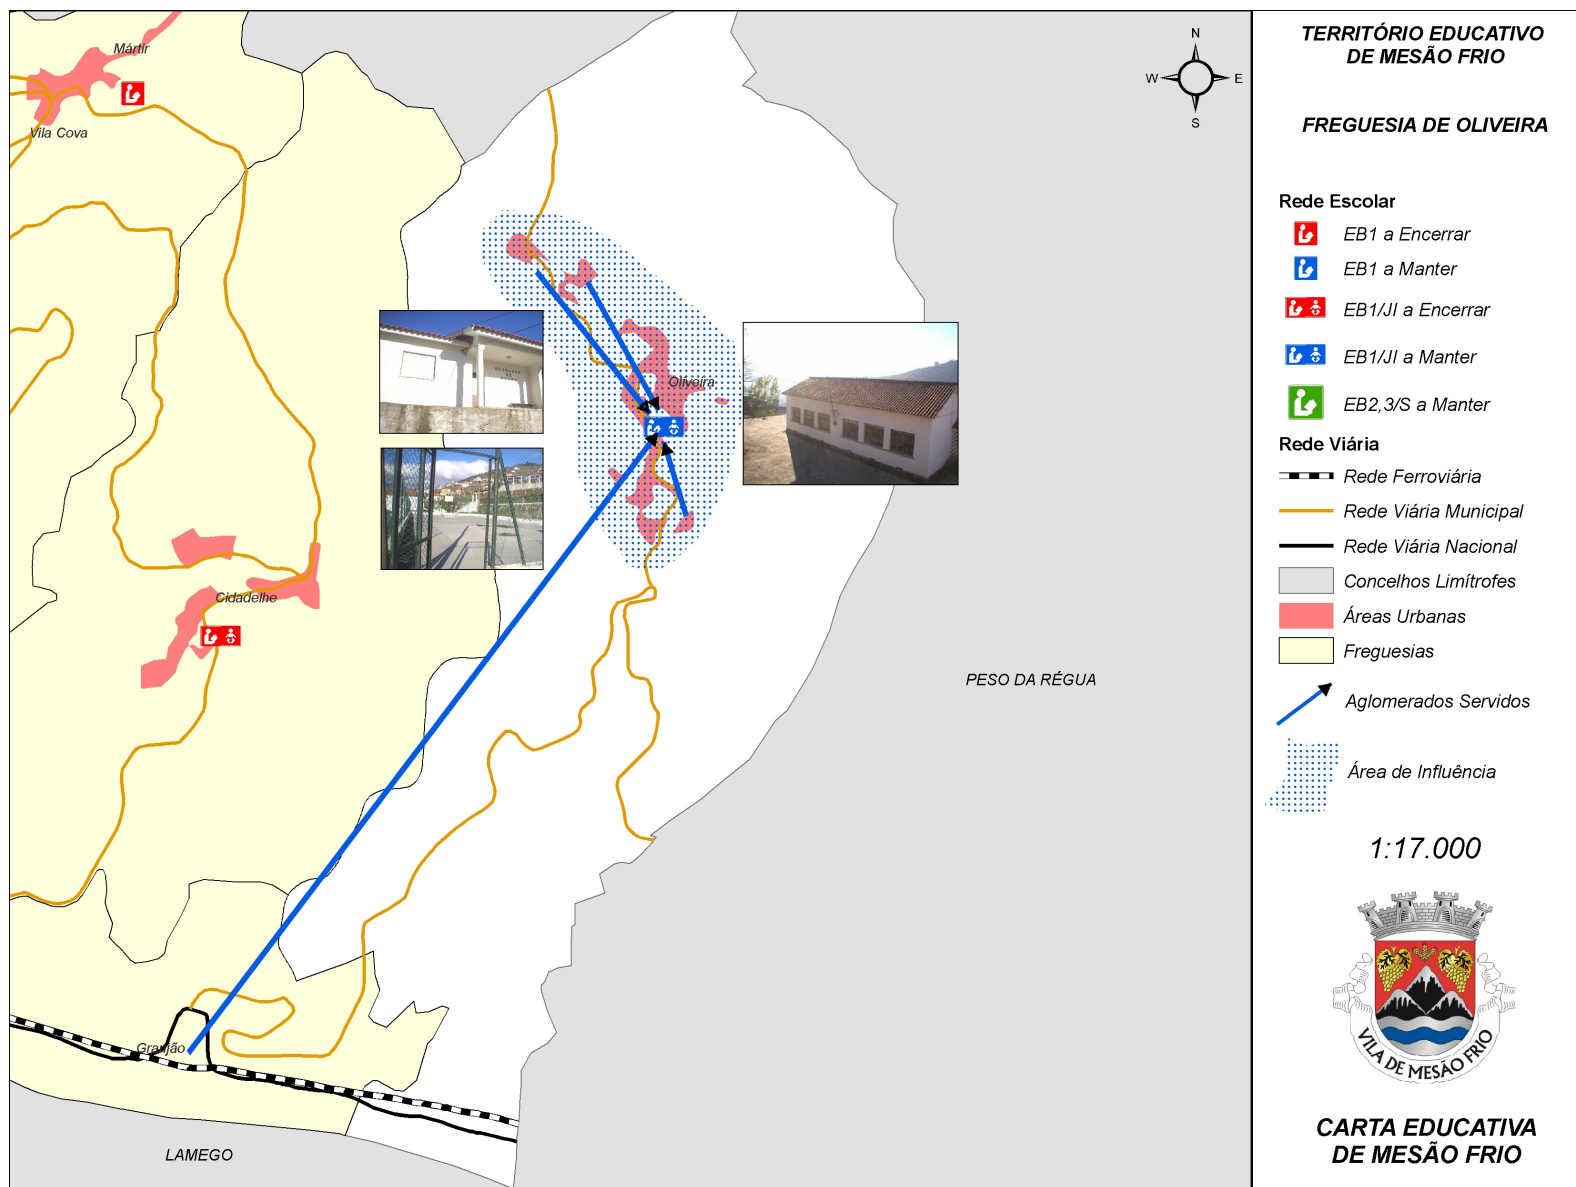 TERRITÓRIO EDUCATIVO
DE MESÃO FRIO
FREGUESIA DE OLIVEIRA
Rede Escolar
EB1 a Encerrar
EB1 a Manter
EB1/JI a Encerrar
EB1/JI a Manter
EB2,3/S a Manter
Rede Viária
Rede Ferroviária
Rede Viária Municipal
Rede Viária Nacional
Concelhos Limítrofes
Áreas Urbanas
Freguesias
Aglomerados Servidos
Área de Influência
1:17.000
VILA DE MESÃO FRIO
CARTA EDUCATIVA
DE MESÃO FRIO
N
W
E
S
Mártir
Vila Cova
Oliveira
Cidadelhe
PESO DA RÉGUA
Granjão
LAMEGO